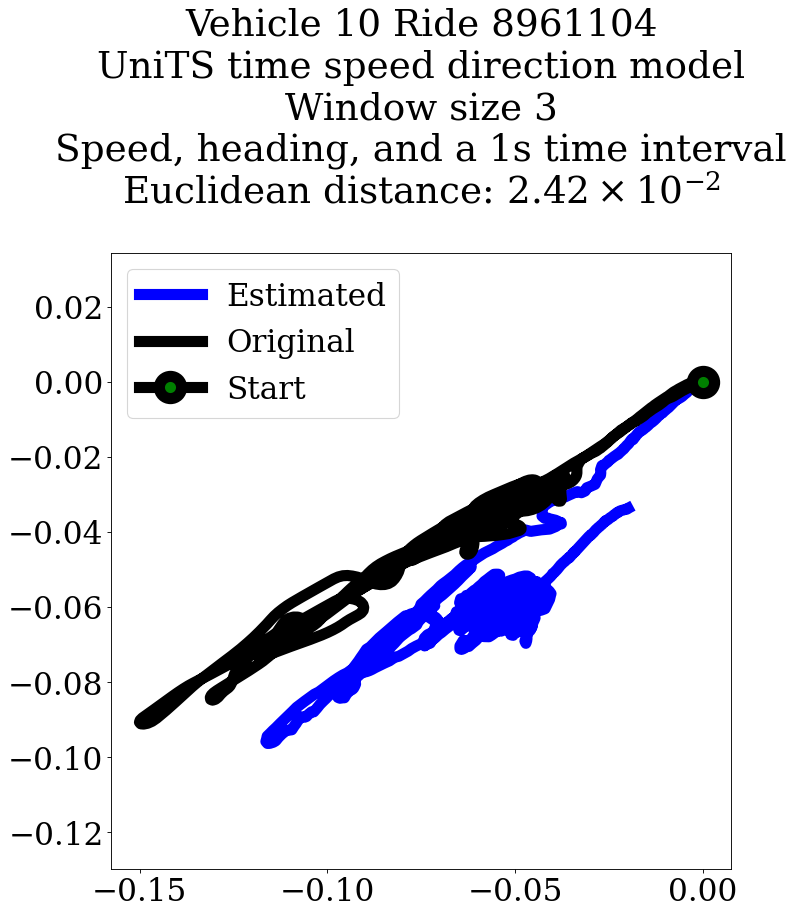 Vehicle 10 Ride 8961104
UniTS time speed direction model
Window size 3
Speed, heading, and a 1s time interval
Euclidean distance: 2.42 × 10⁻²
Estimated
Original
Start
0.02
0.00
−0.02
−0.04
−0.06
−0.08
−0.10
−0.12
−0.15
−0.10
−0.05
0.00